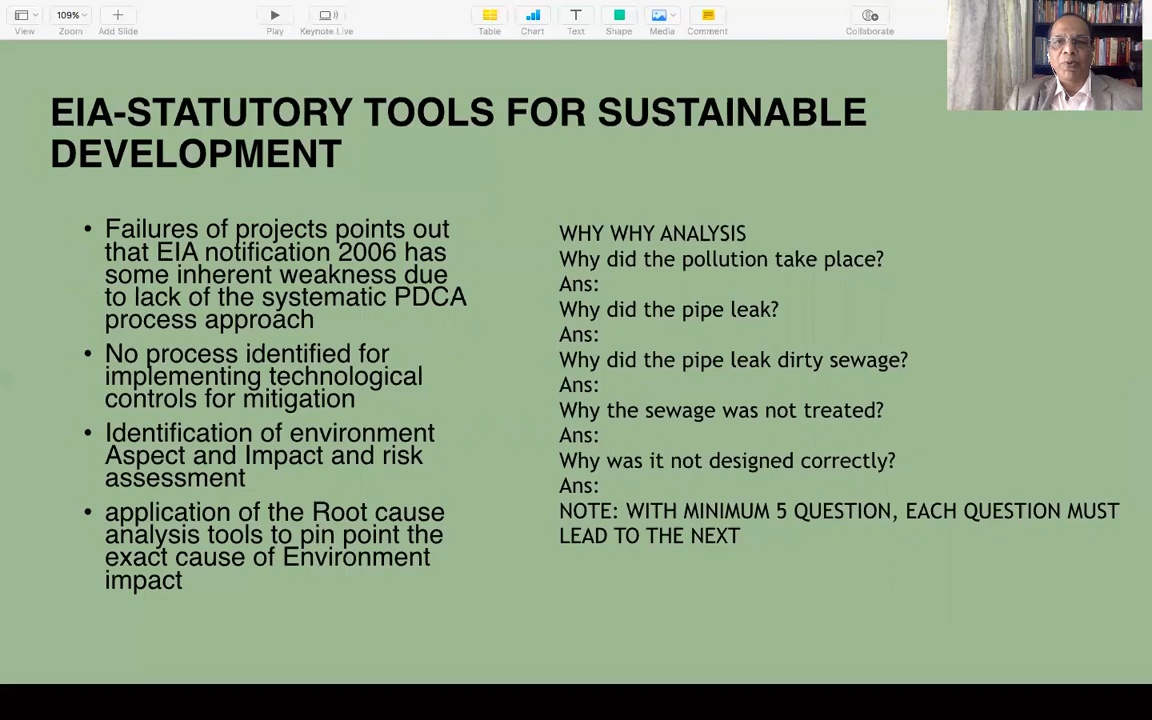 109%
View
Zoom
Add Slide
Play
Keynote Live
Table
Chart
Text
Shape
Media
Comment
Collaborate
EIA-STATUTORY TOOLS FOR SUSTAINABLE
DEVELOPMENT
• Failures of projects points out
that EIA notification 2006 has
some inherent weakness due
to lack of the systematic PDCA
process approach
• No process identified for
implementing technological
controls for mitigation
• Identification of environment
Aspect and Impact and risk
assessment
• application of the Root cause
analysis tools to pin point the
exact cause of Environment
impact
WHY WHY ANALYSIS
Why did the pollution take place?
Ans:
Why did the pipe leak?
Ans:
Why did the pipe leak dirty sewage?
Ans:
Why the sewage was not treated?
Ans:
Why was it not designed correctly?
Ans:
NOTE: WITH MINIMUM 5 QUESTION, EACH QUESTION MUST
LEAD TO THE NEXT